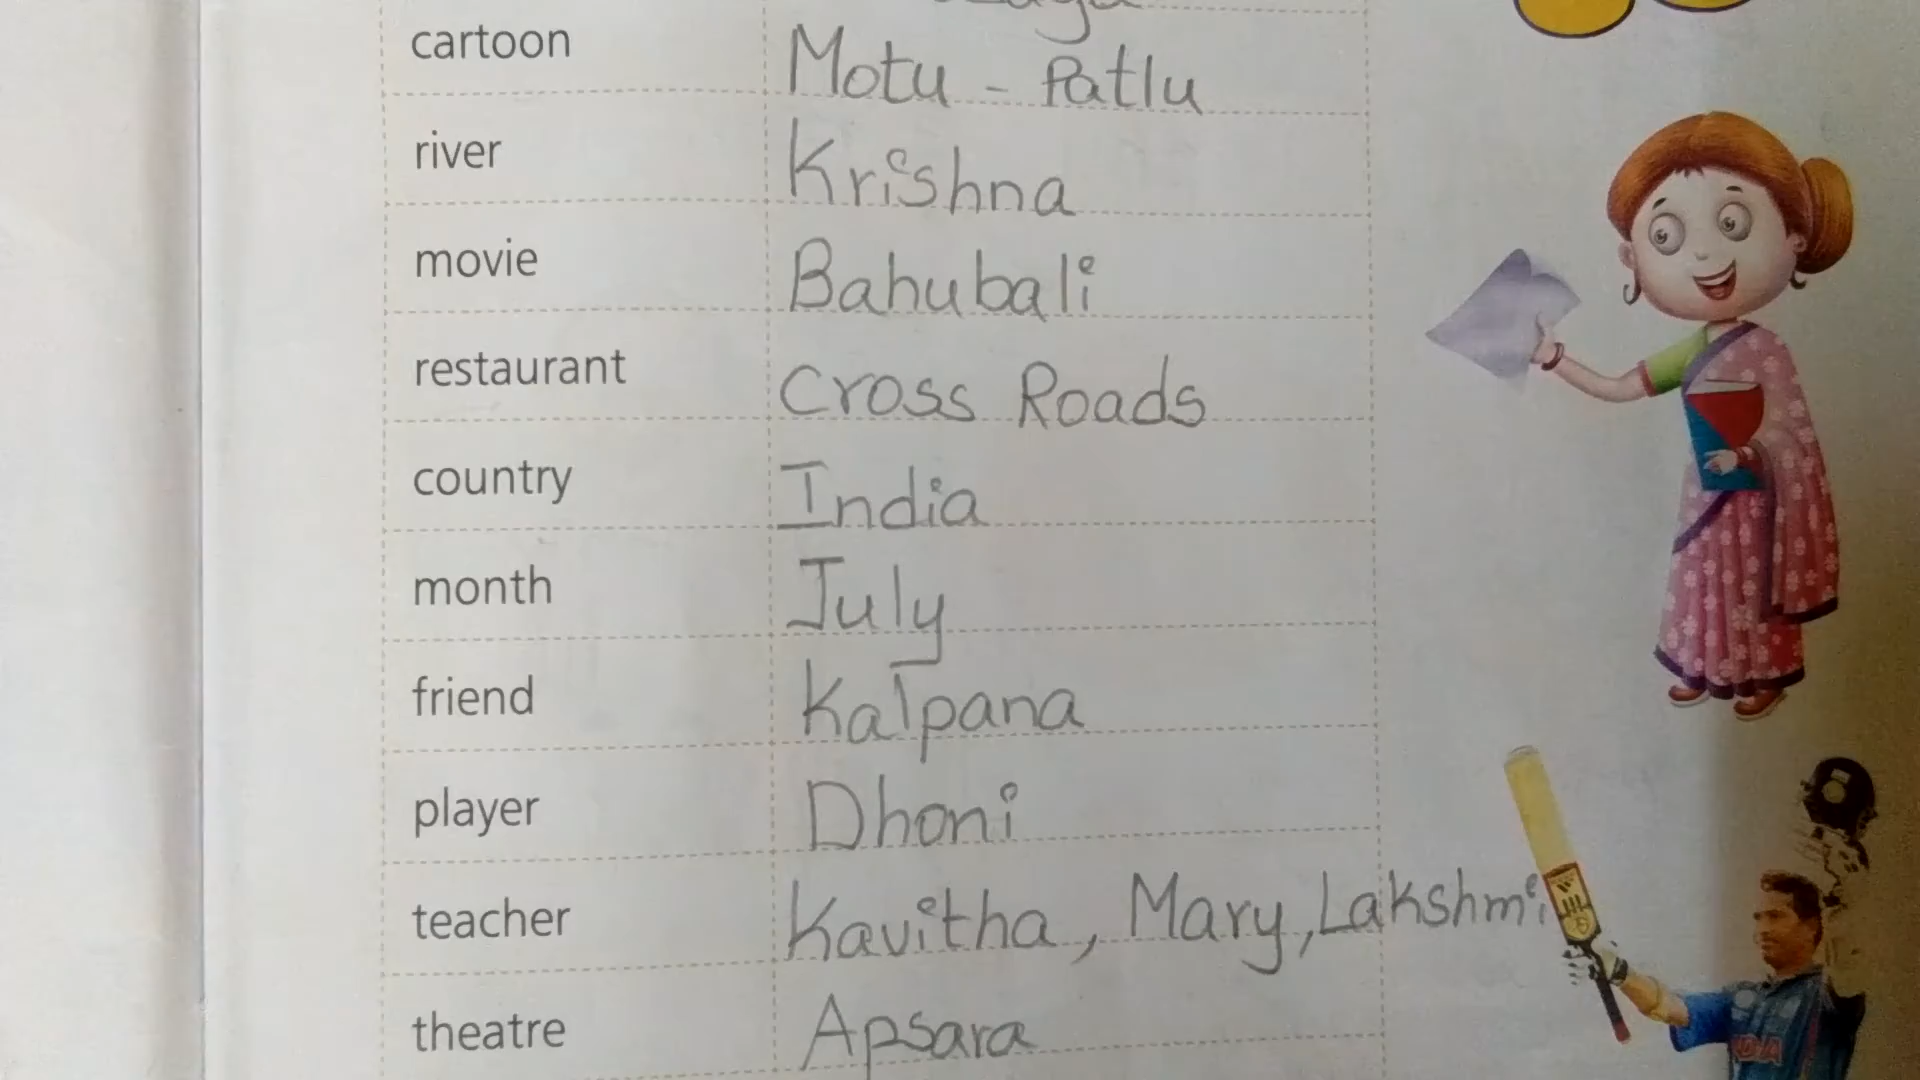 cartoon Motu - Patlu
river Krishna
movie Bahubali
restaurant Cross Roads
country India
month July
friend Kalpana
player Dhoni
teacher Kavitha, Mary, Lakshmi
theatre Apsara